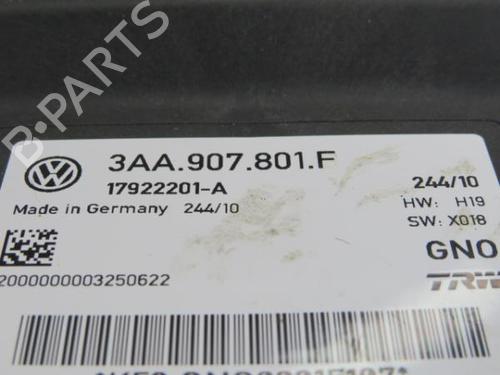 B-PARTS
3AA.907.801.F
17922201-A
244/10
Made in Germany 244/10
HW: H19
SW: X018
GNO
2000000003250622
TRW